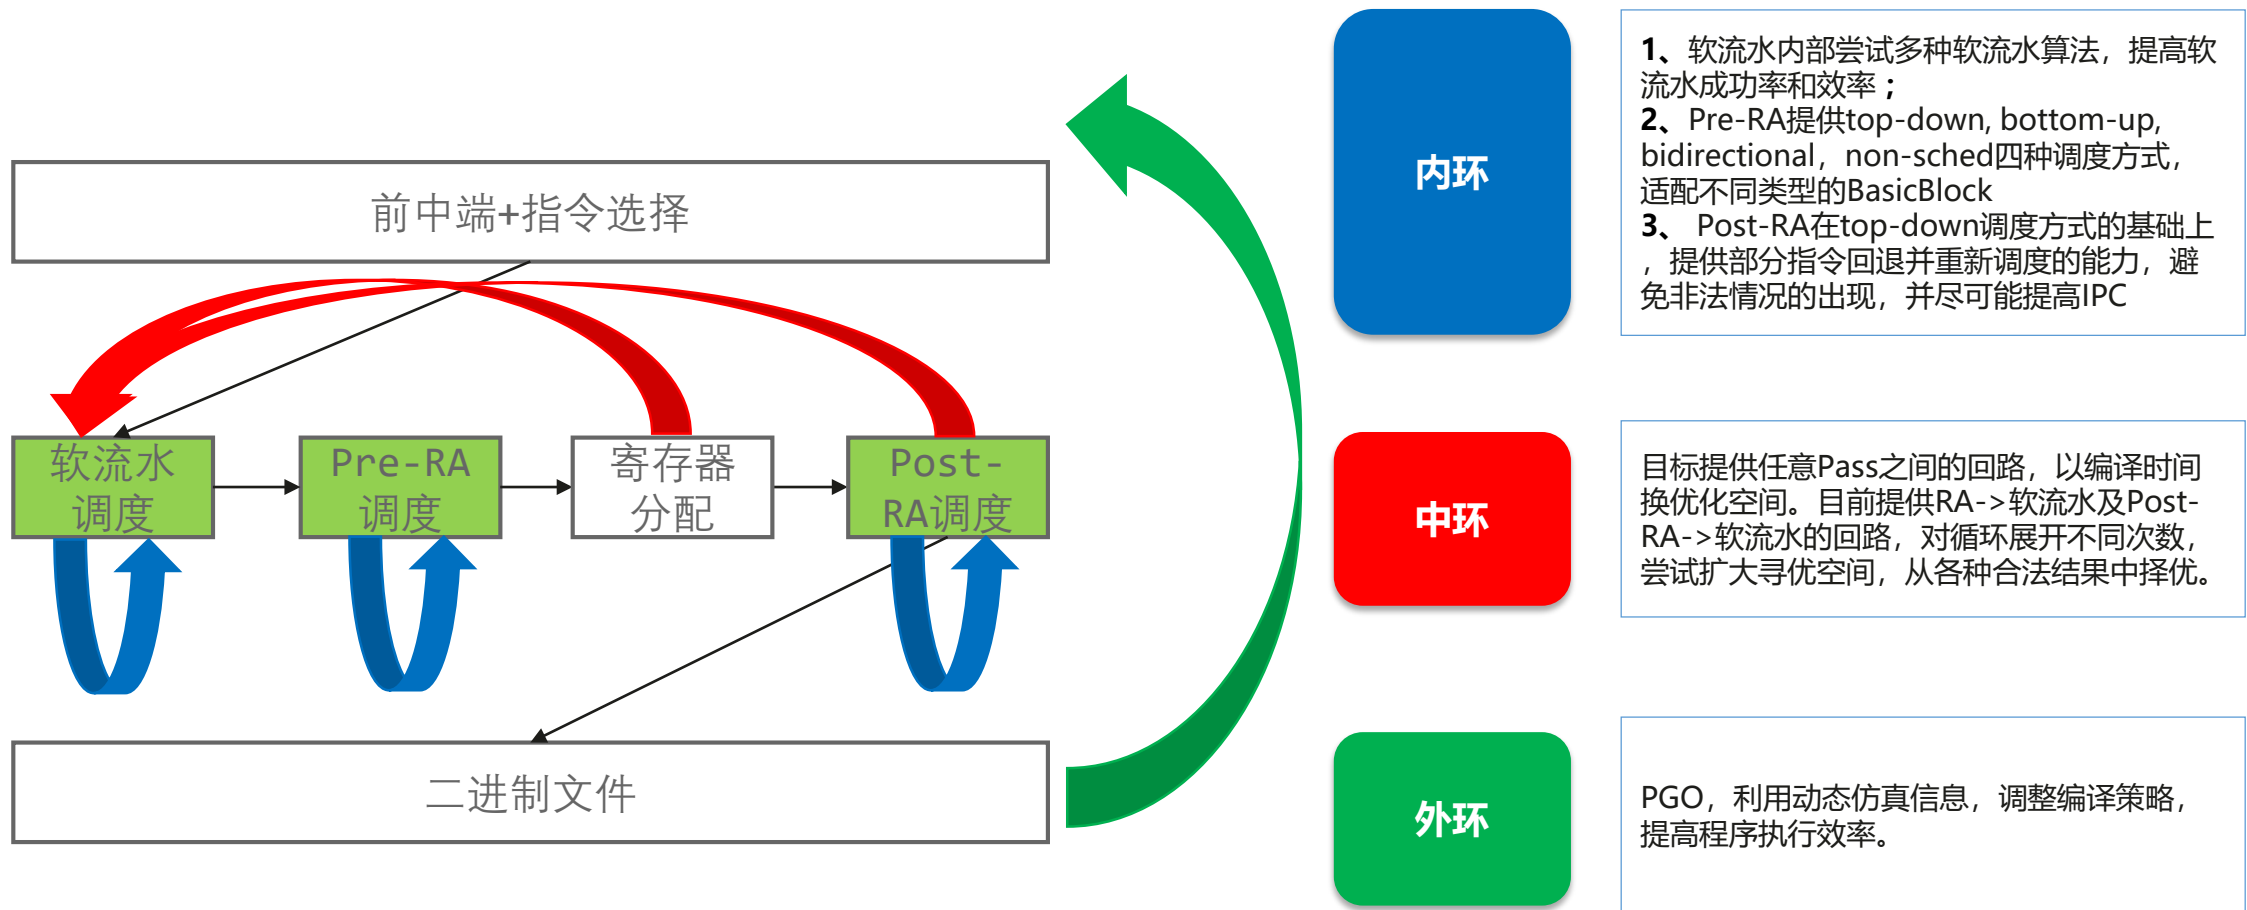 前中端+指令选择
软流水
调度
Pre-RA
调度
寄存器
分配
Post-
RA调度
二进制文件
内环
1、软流水内部尝试多种软流水算法，提高软
流水成功率和效率；
2、Pre-RA提供top-down, bottom-up,
bidirectional，non-sched四种调度方式，
适配不同类型的BasicBlock
3、 Post-RA在top-down调度方式的基础上
，提供部分指令回退并重新调度的能力，避
免非法情况的出现，并尽可能提高IPC
中环
目标提供任意Pass之间的回路，以编译时间
换优化空间。目前提供RA->软流水及Post-
RA->软流水的回路，对循环展开不同次数，
尝试扩大寻优空间，从各种合法结果中择优。
外环
PGO，利用动态仿真信息，调整编译策略，
提高程序执行效率。